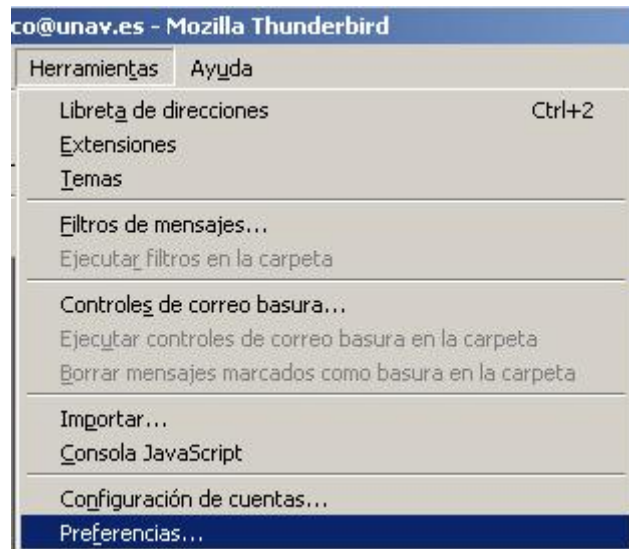 co@unav.es - Mozilla Thunderbird
Herramientas Ayuda
Libreta de direcciones Ctrl+2
Extensiones
Temas
Filtros de mensajes...
Ejecutar filtros en la carpeta
Controles de correo basura...
Ejecutar controles de correo basura en la carpeta
Borrar mensajes marcados como basura en la carpeta
Importar...
Consola JavaScript
Configuración de cuentas...
Preferencias...